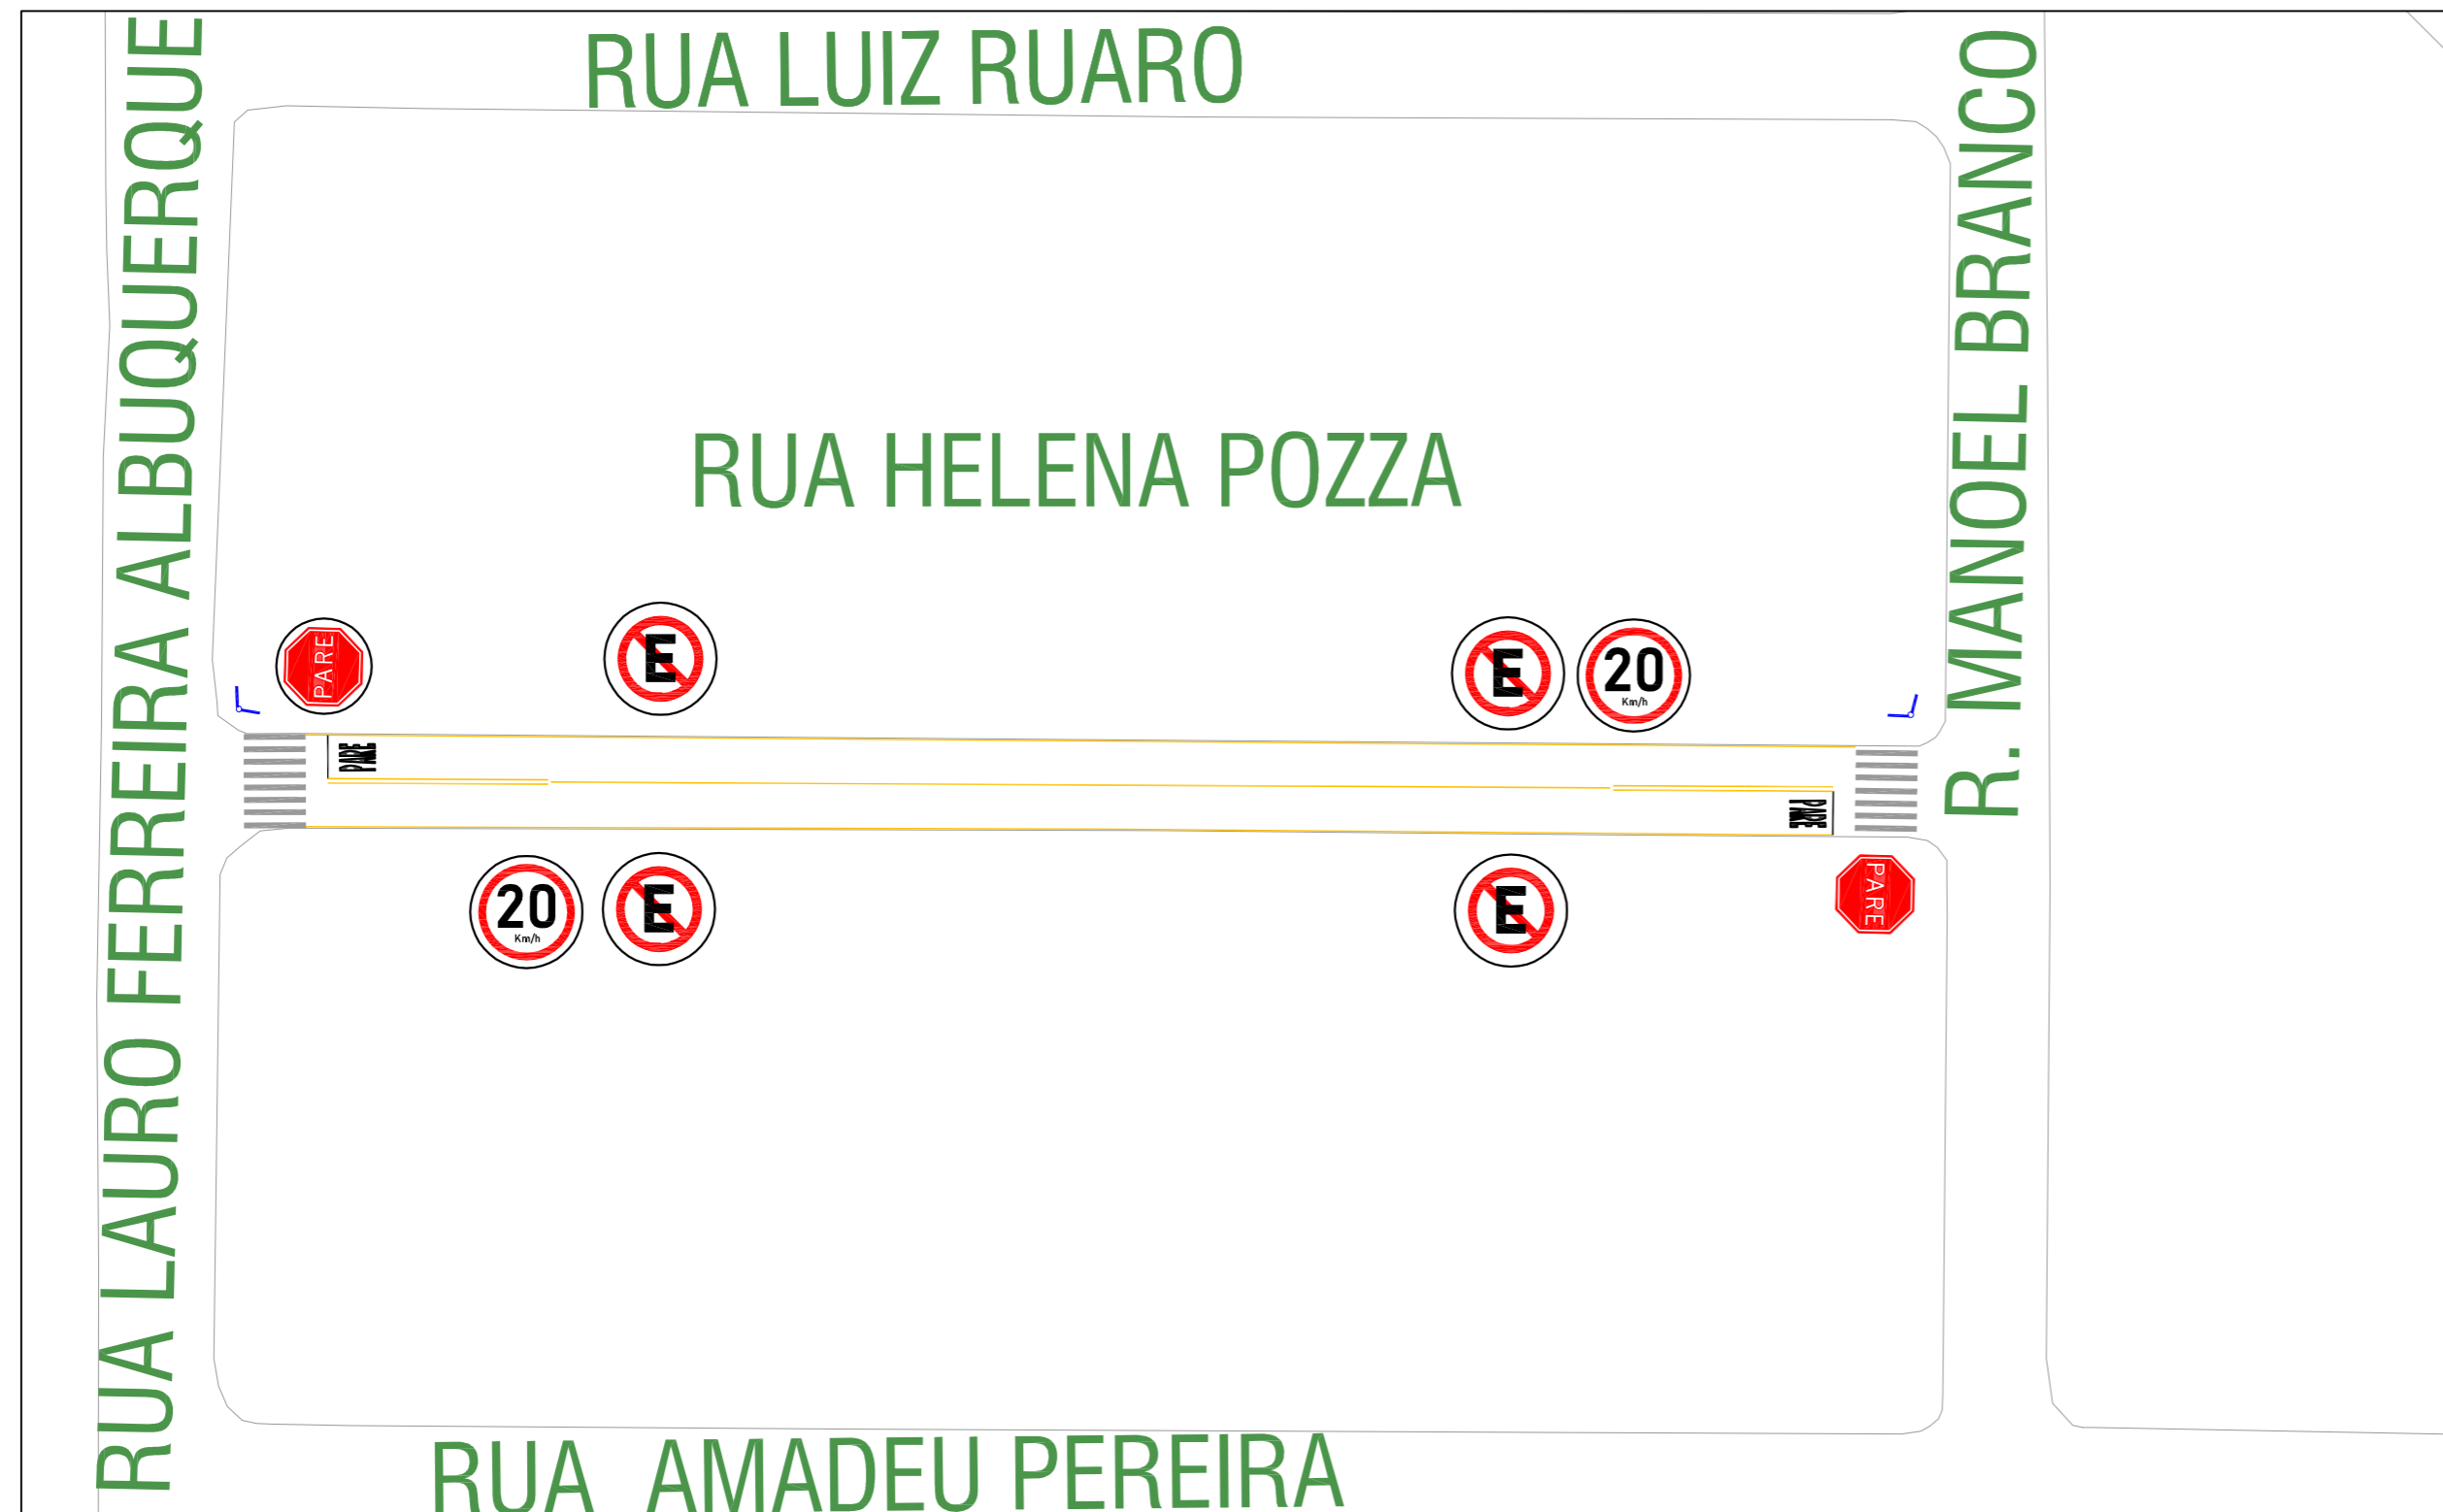 RUA LUIZ RUARO
RUA LAURO FERREIRA ALBUQUERQUE
R. MANOEL BRANCO
RUA HELENA POZZA
PARE
E
E
20
Km/h
PARE
PARE
20
Km/h
E
E
PARE
RUA AMADEU PEREIRA